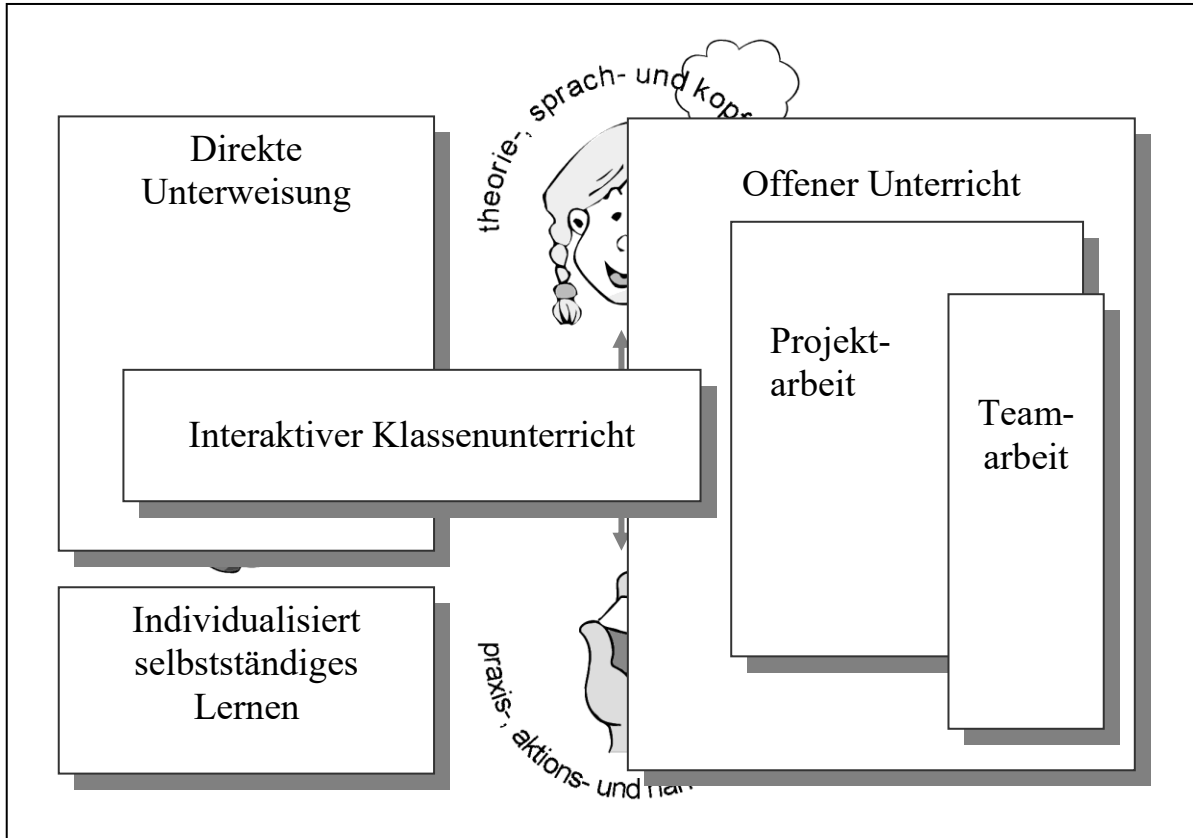 theorie-, sprach- und kopf
Direkte
Unterweisung
Offener Unterricht
Projekt-
arbeit
Team-
arbeit
Interaktiver Klassenunterricht
Individualisiert
selbstständiges
Lernen
praxis-, aktions- und